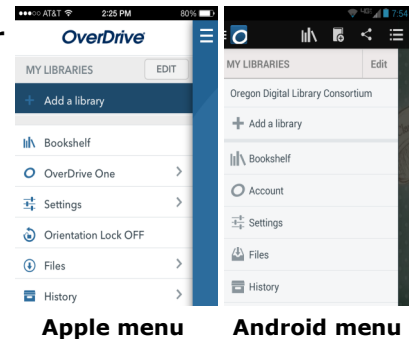 AT&T 2:25 PM 80%
OverDrive
MY LIBRARIES EDIT
Add a library
Bookshelf
OverDrive One
Settings
Orientation Lock OFF
Files
History
Apple menu
4G 7:54
MY LIBRARIES Edit
Oregon Digital Library Consortium
Add a library
Bookshelf
Account
Settings
Files
History
Android menu